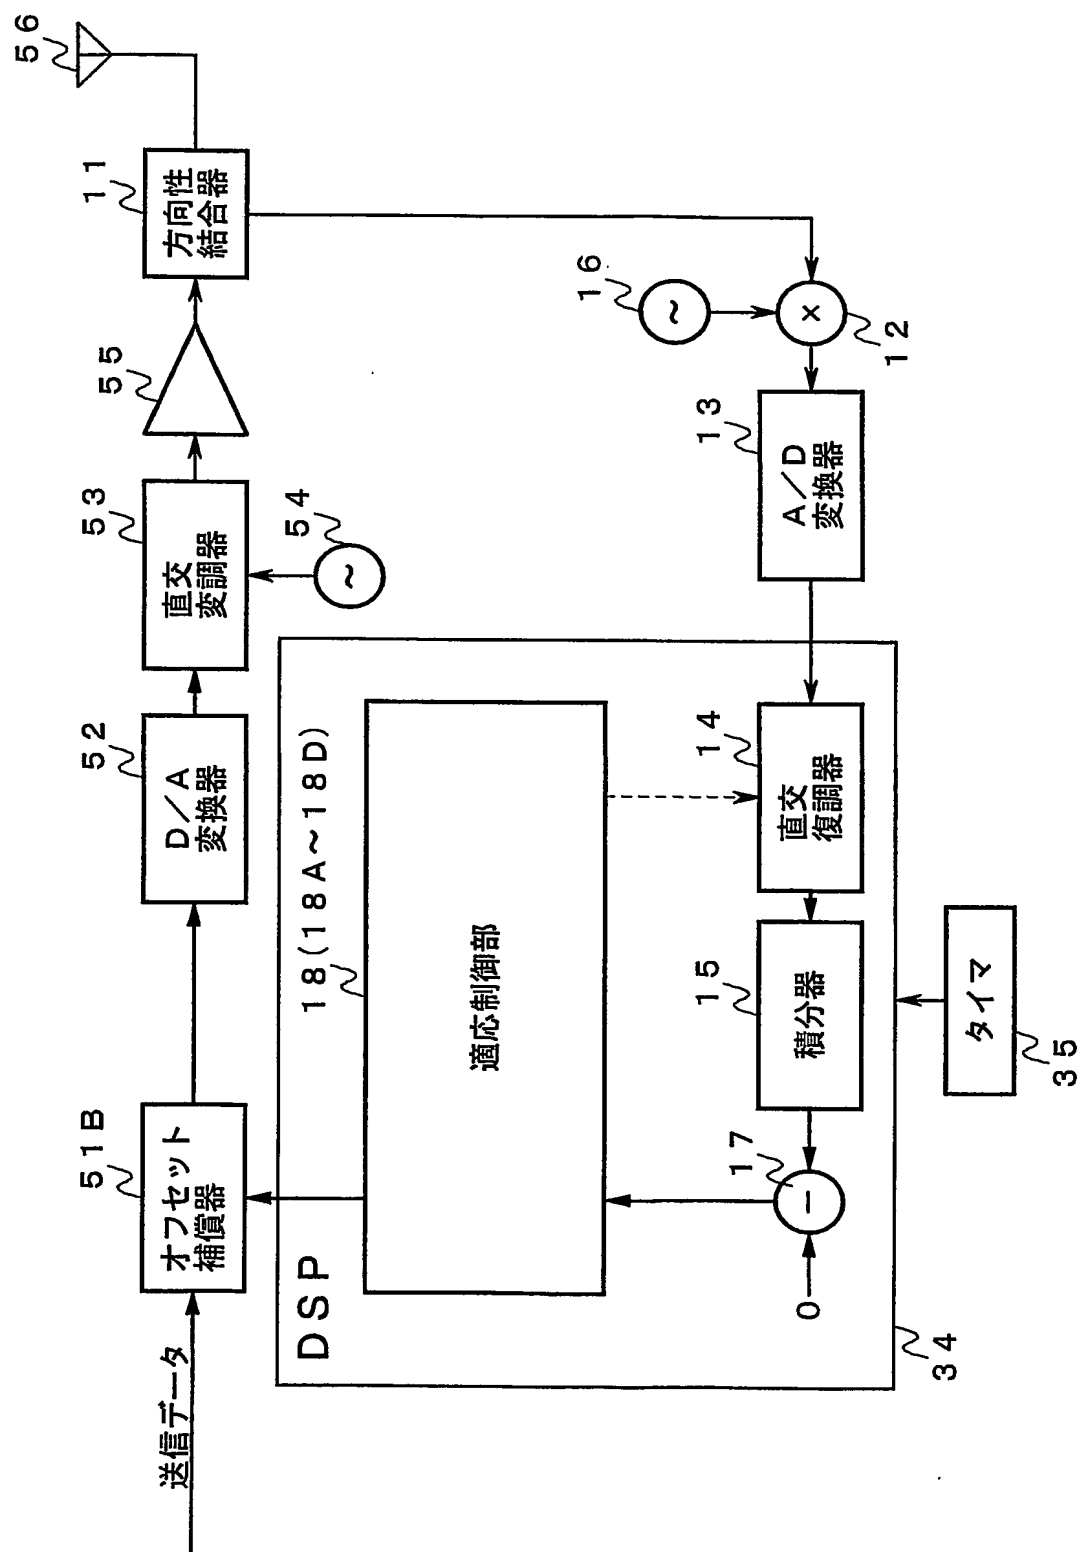 送信データ
51B
オフセット
補償器
52
D/A
変換器
53
直交
変調器
54
~
55
11
方向性
結合器
56
DSP
18(18A~18D)
適応制御部
16
~
0
17
−
15
積分器
14
直交
復調器
13
A/D
変換器
×
12
34
タイマ
35